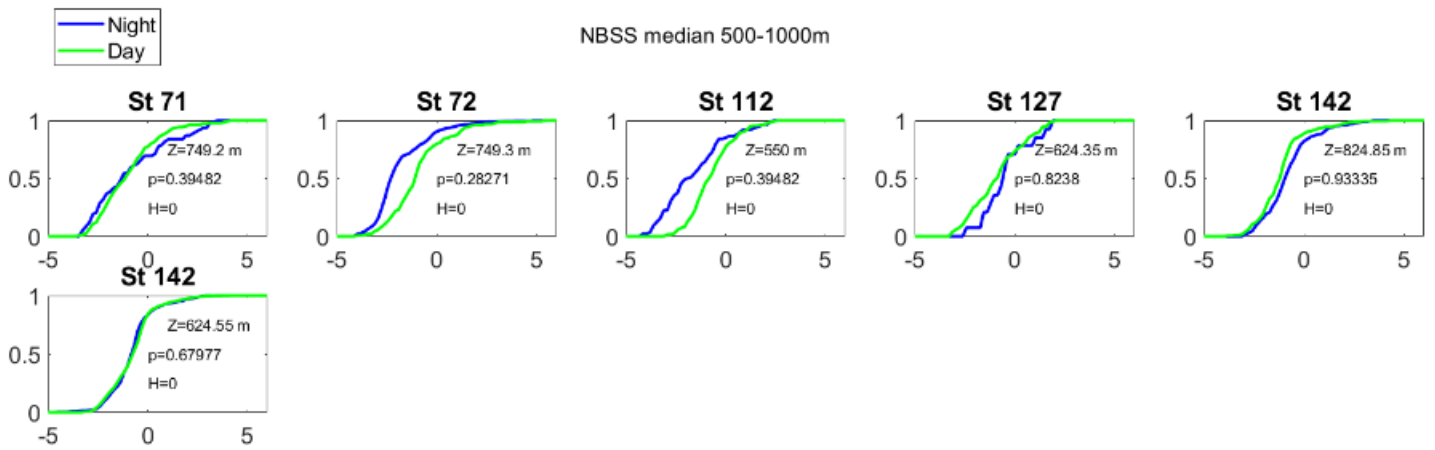 Night
Day
NBSS median 500-1000m
St 71
1
0.5
0
-5 0 5
Z=749.2 m
p=0.39482
H=0
St 72
1
0.5
0
-5 0 5
Z=749.3 m
p=0.28271
H=0
St 112
1
0.5
0
-5 0 5
Z=550 m
p=0.39482
H=0
St 127
1
0.5
0
-5 0 5
Z=624.35 m
p=0.8238
H=0
St 142
1
0.5
0
-5 0 5
Z=824.85 m
p=0.93335
H=0
St 142
1
0.5
0
-5 0 5
Z=624.55 m
p=0.67977
H=0